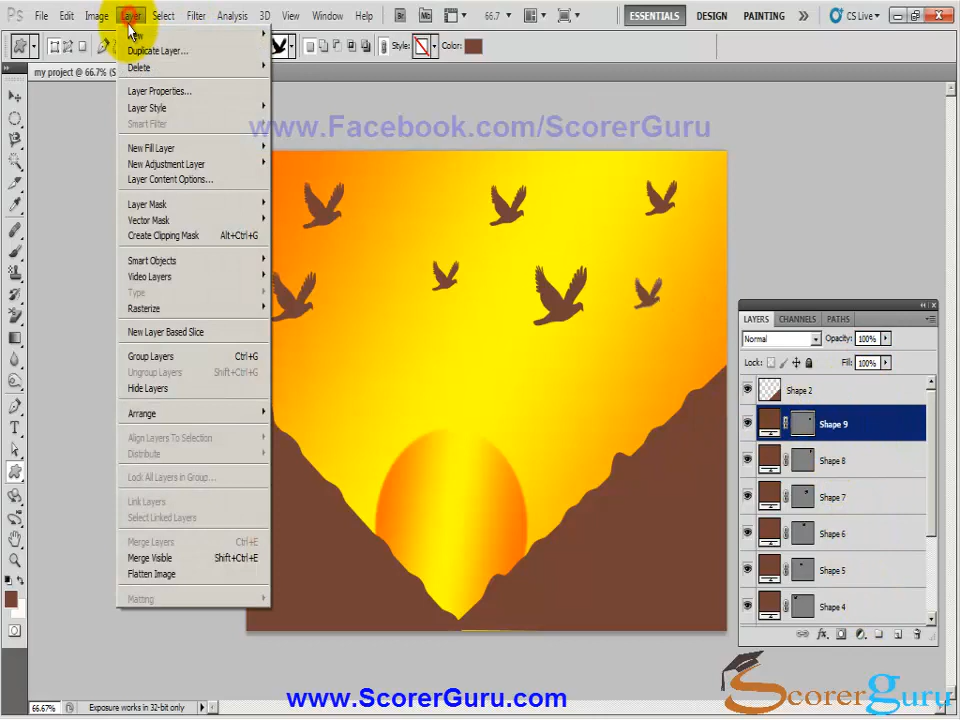 Ps File Edit Image Layer Select Filter Analysis 3D View Window Help Br Mb 66.7 ESSENTIALS DESIGN PAINTING CS Live
Style: Color:
my project @ 66.7% (S
New
Duplicate Layer...
Delete
Layer Properties...
Layer Style
Smart Filter
New Fill Layer
New Adjustment Layer
Layer Content Options...
Layer Mask
Vector Mask
Create Clipping Mask Alt+Ctrl+G
Smart Objects
Video Layers
Type
Rasterize
New Layer Based Slice
Group Layers Ctrl+G
Ungroup Layers Shift+Ctrl+G
Hide Layers
Arrange
Align Layers To Selection
Distribute
Lock All Layers in Group...
Link Layers
Select Linked Layers
Merge Layers Ctrl+E
Merge Visible Shift+Ctrl+E
Flatten Image
Matting
www.Facebook.com/ScorerGuru
LAYERS CHANNELS PATHS
Normal Opacity: 100%
Lock: Fill: 100%
Shape 2
Shape 9
Shape 8
Shape 7
Shape 6
Shape 5
Shape 4
fx
66.67% Exposure works in 32-bit only
www.ScorerGuru.com
Scorerguru